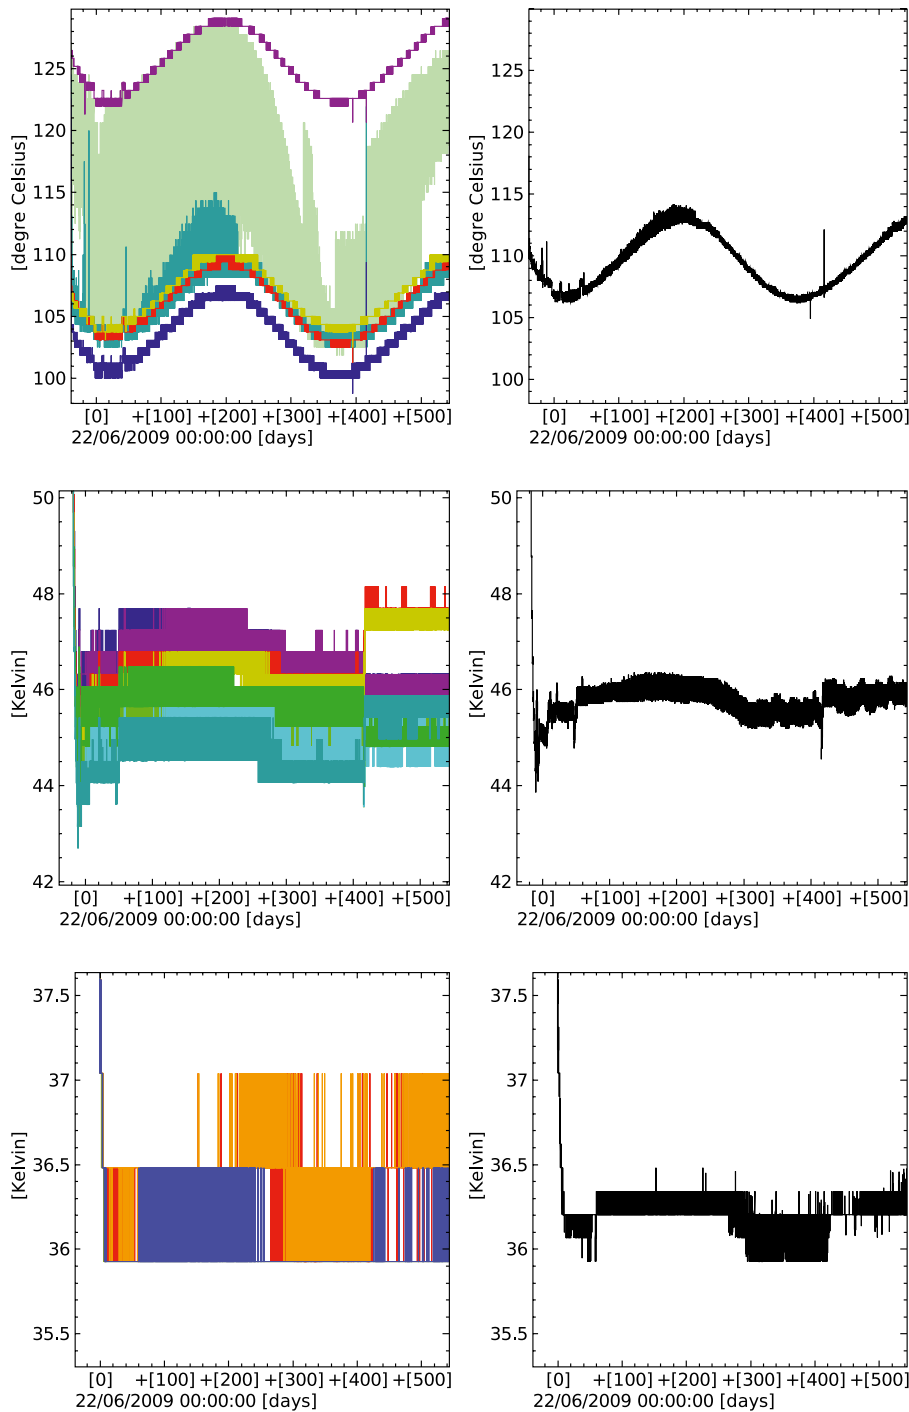 125
120
115
110
105
100
[degre Celsius]
[0] +[100] +[200] +[300] +[400] +[500]
22/06/2009 00:00:00 [days]
125
120
115
110
105
100
[degre Celsius]
[0] +[100] +[200] +[300] +[400] +[500]
22/06/2009 00:00:00 [days]
50
48
46
44
42
[Kelvin]
[0] +[100] +[200] +[300] +[400] +[500]
22/06/2009 00:00:00 [days]
50
48
46
44
42
[Kelvin]
[0] +[100] +[200] +[300] +[400] +[500]
22/06/2009 00:00:00 [days]
37.5
37
36.5
36
35.5
[Kelvin]
[0] +[100] +[200] +[300] +[400] +[500]
22/06/2009 00:00:00 [days]
37.5
37
36.5
36
35.5
[Kelvin]
[0] +[100] +[200] +[300] +[400] +[500]
22/06/2009 00:00:00 [days]